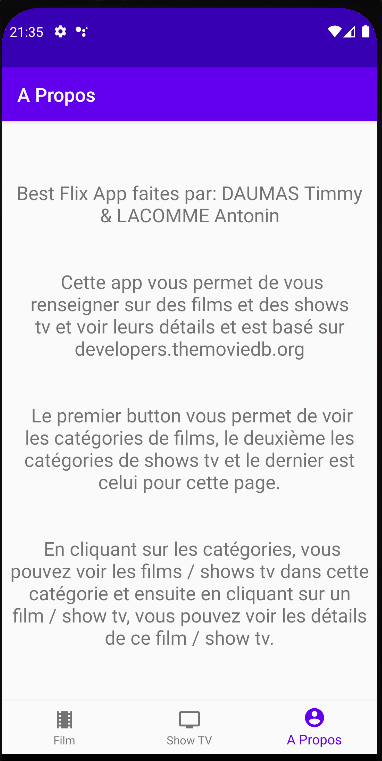 21:35
A Propos
Best Flix App faites par: DAUMAS Timmy
& LACOMME Antonin
Cette app vous permet de vous
renseigner sur des films et des shows
tv et voir leurs détails et est basé sur
developers.themoviedb.org
Le premier button vous permet de voir
les catégories de films, le deuxième les
catégories de shows tv et le dernier est
celui pour cette page.
En cliquant sur les catégories, vous
pouvez voir les films / shows tv dans cette
catégorie et ensuite en cliquant sur un
film / show tv, vous pouvez voir les détails
de ce film / show tv.
Film
Show TV
A Propos